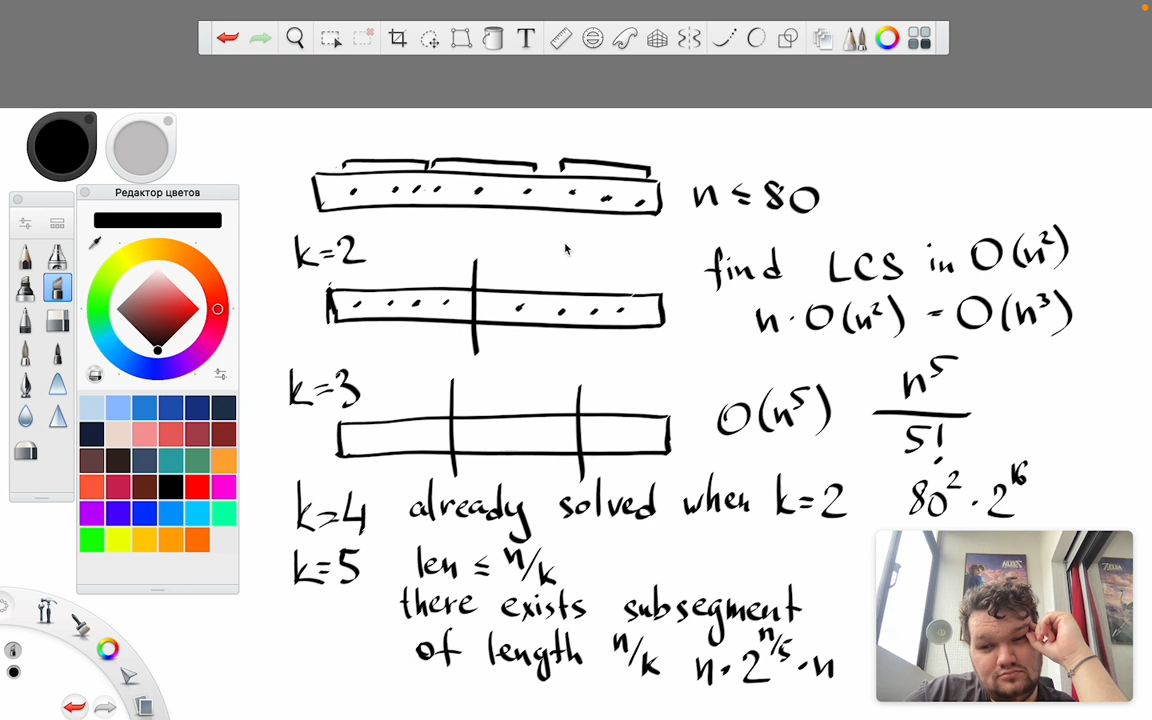 T
Редактор цветов
n ≤ 80
k=2
find LCS in O(n²)
n · O(n²) = O(n³)
k=3
O(n⁵) n⁵/5!
k=4 already solved when k=2 80² · 2¹⁶
k=5 len ≤ n/k
there exists subsegment
of length n/k n · 2^(n/5) · n
ZELDA